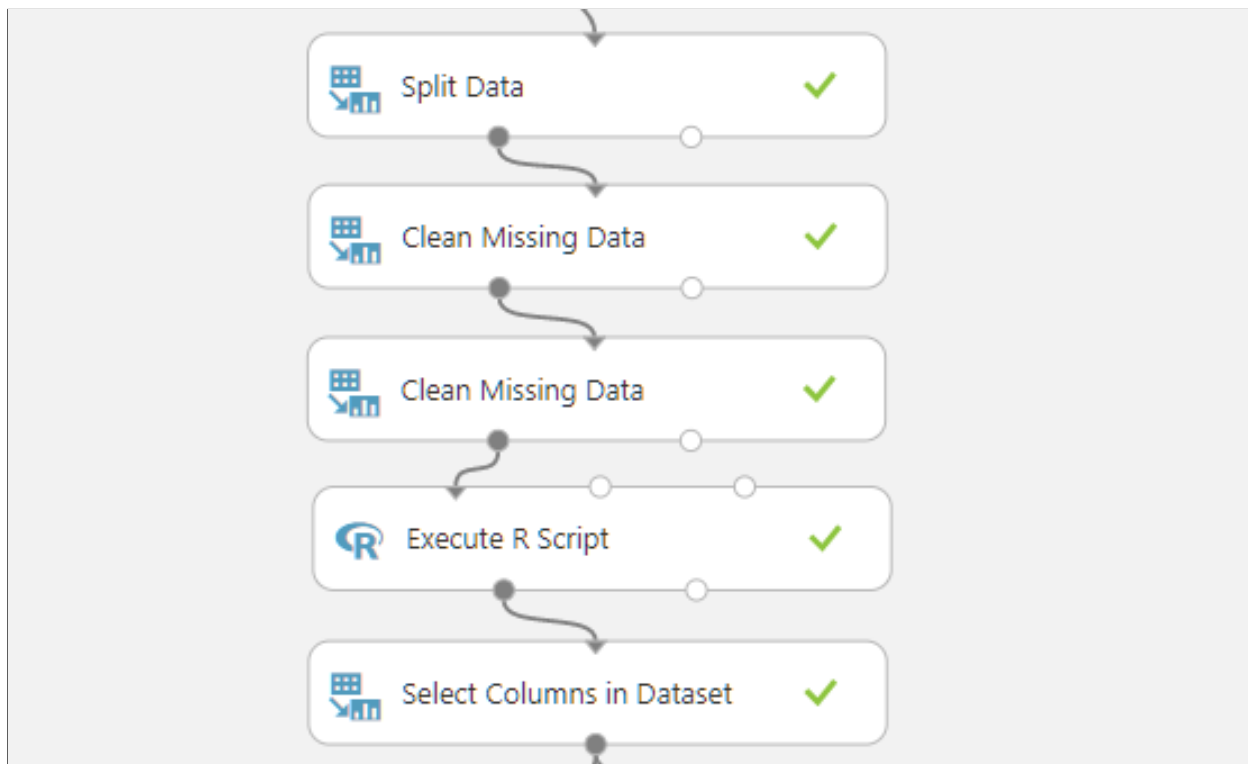 Split Data
Clean Missing Data
Clean Missing Data
R Execute R Script
Select Columns in Dataset